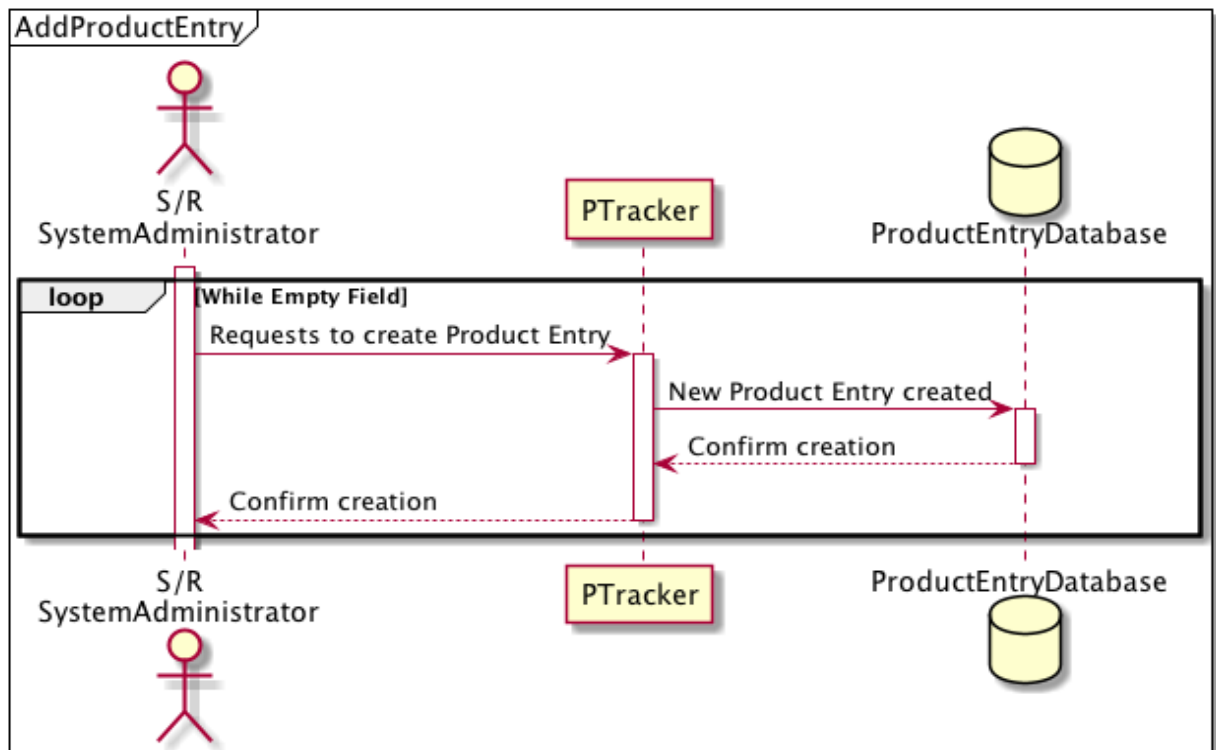 AddProductEntry
S/R
SystemAdministrator
PTracker
ProductEntryDatabase
loop
[While Empty Field]
Requests to create Product Entry
New Product Entry created
Confirm creation
Confirm creation
S/R
SystemAdministrator
PTracker
ProductEntryDatabase